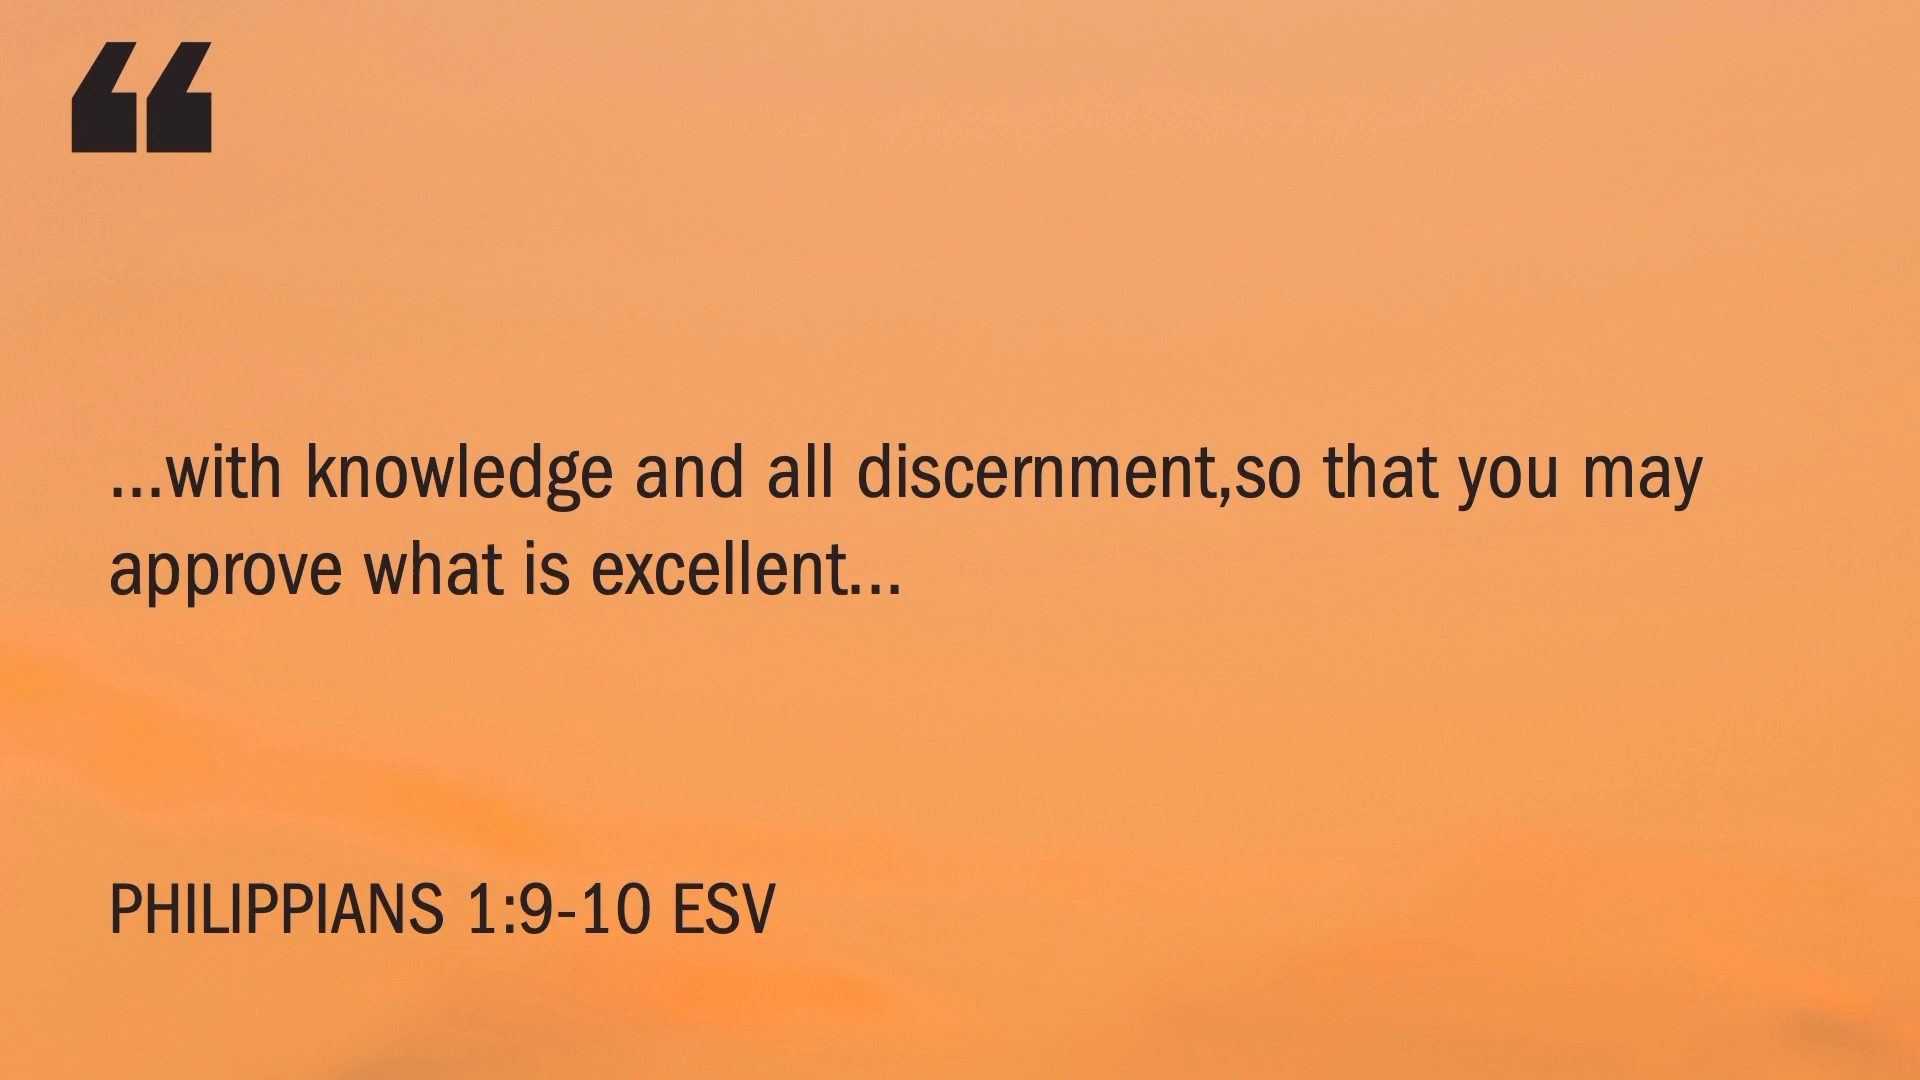 “
...with knowledge and all discernment,so that you may
approve what is excellent...
PHILIPPIANS 1:9-10 ESV